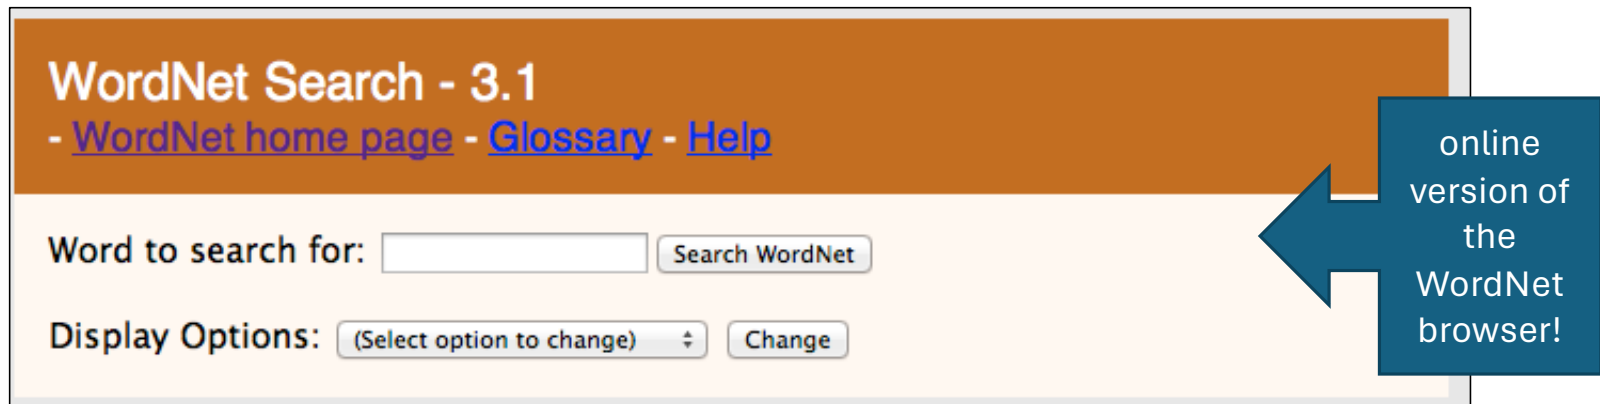 WordNet Search - 3.1
- WordNet home page - Glossary - Help
Word to search for: Search WordNet
Display Options: (Select option to change) Change
online
version of
the
WordNet
browser!